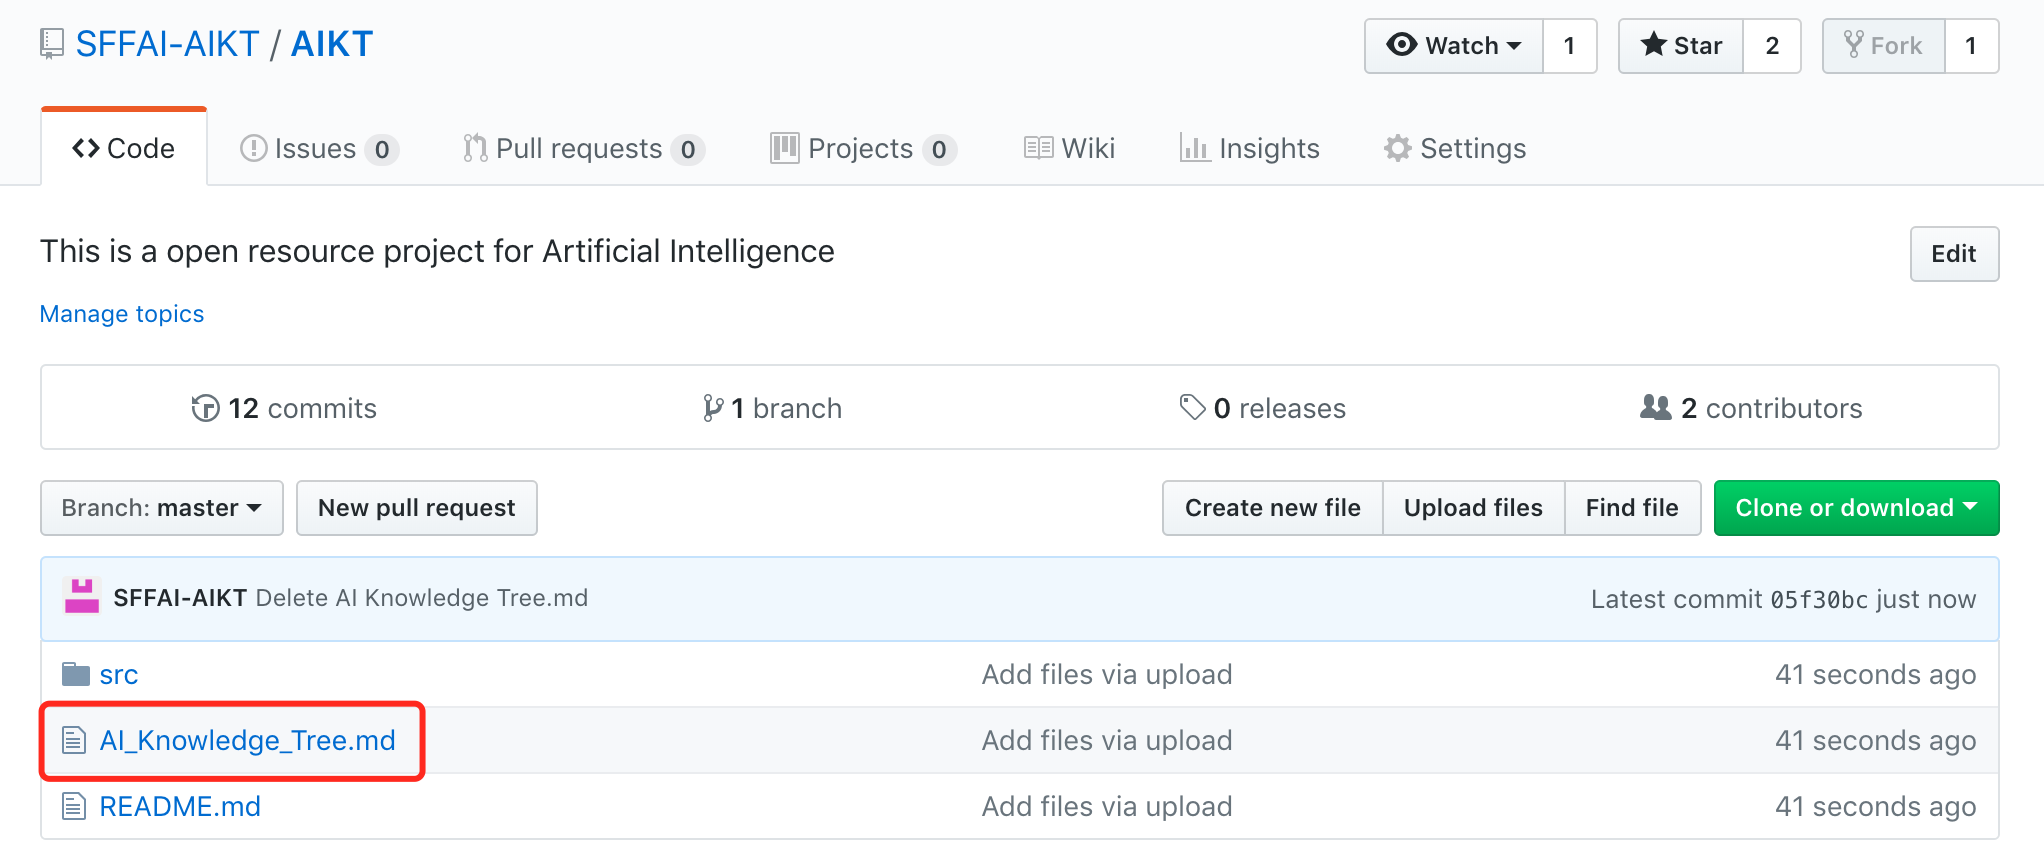 SFFAI-AIKT / AIKT
Watch 1 Star 2 Fork 1
Code Issues 0 Pull requests 0 Projects 0 Wiki Insights Settings
This is a open resource project for Artificial Intelligence
Edit
Manage topics
12 commits 1 branch 0 releases 2 contributors
Branch: master New pull request Create new file Upload files Find file Clone or download
SFFAI-AIKT Delete AI Knowledge Tree.md Latest commit 05f30bc just now
src Add files via upload 41 seconds ago
AI_Knowledge_Tree.md Add files via upload 41 seconds ago
README.md Add files via upload 41 seconds ago